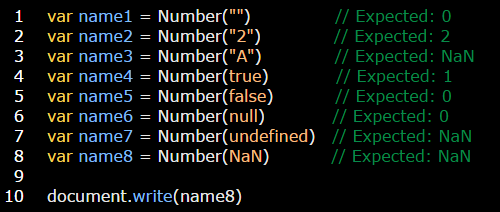 1 var name1 = Number("") // Expected: 0
2 var name2 = Number("2") // Expected: 2
3 var name3 = Number("A") // Expected: NaN
4 var name4 = Number(true) // Expected: 1
5 var name5 = Number(false) // Expected: 0
6 var name6 = Number(null) // Expected: 0
7 var name7 = Number(undefined) // Expected: NaN
8 var name8 = Number(NaN) // Expected: NaN
9
10 document.write(name8)